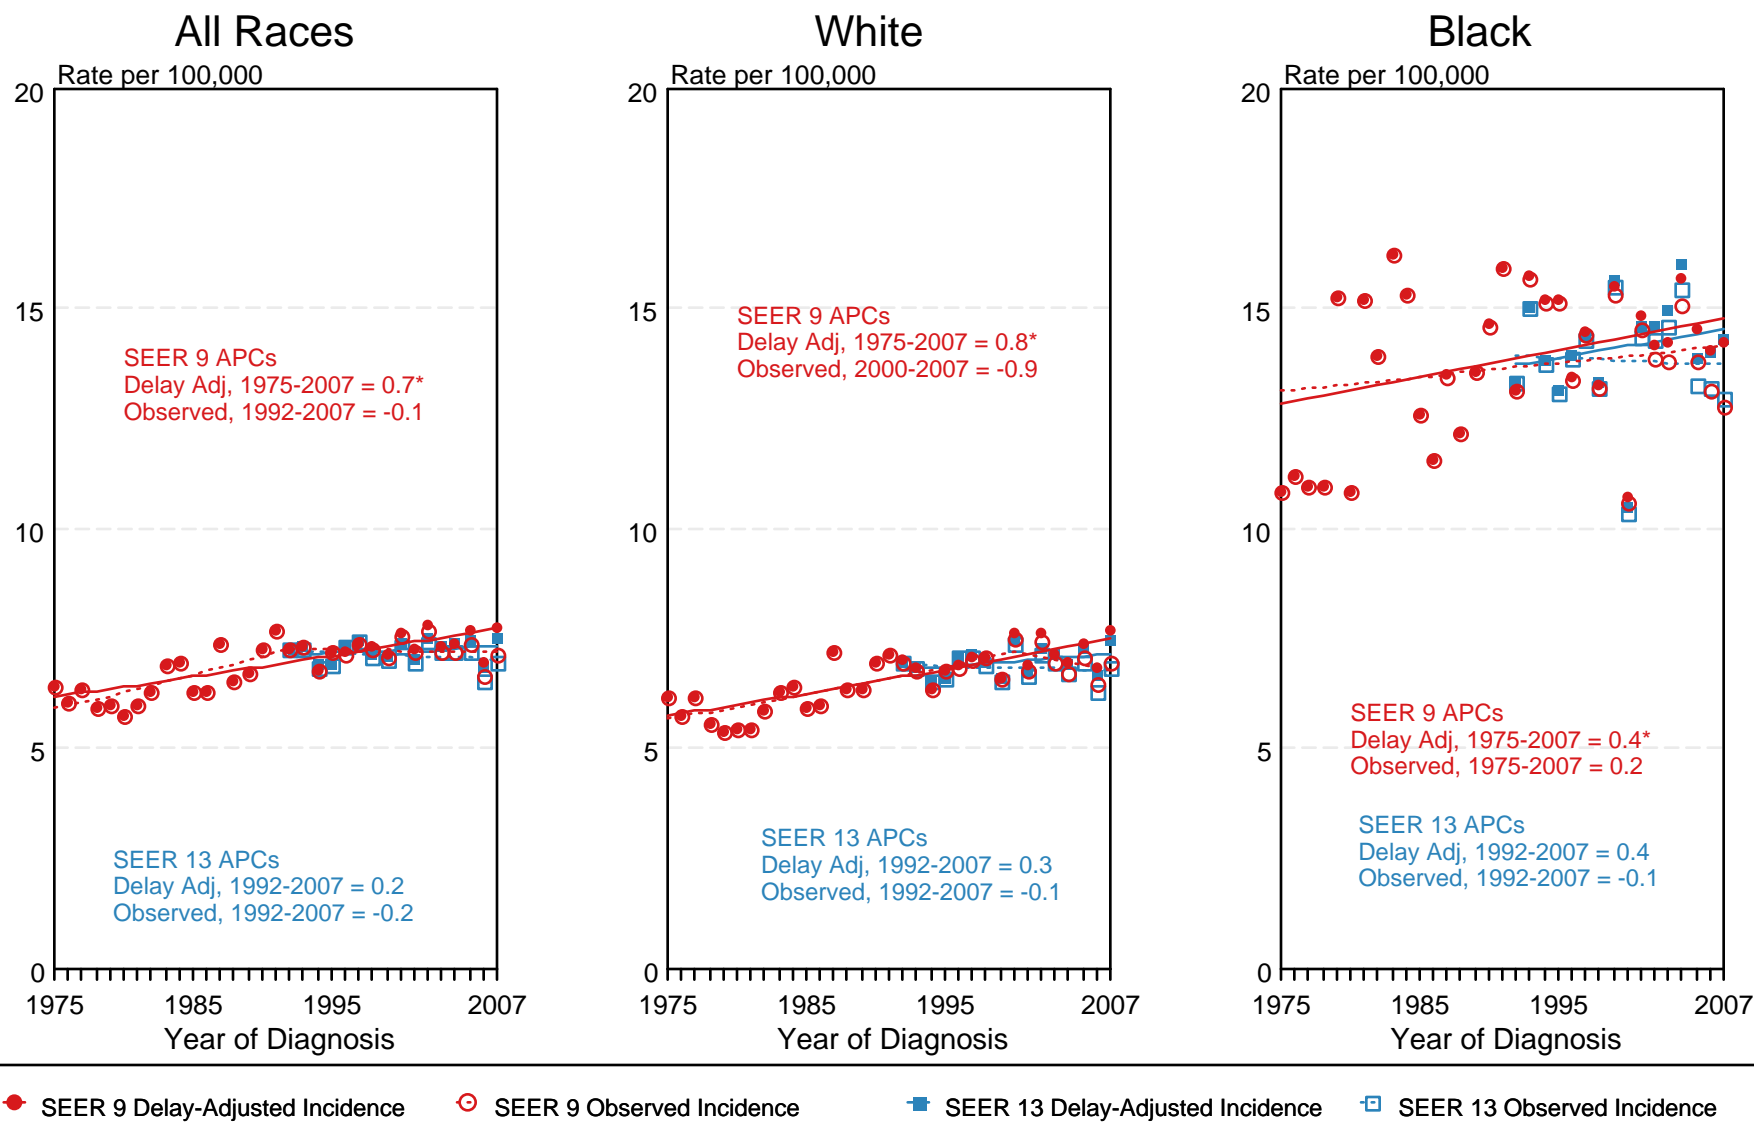 All Races
Rate per 100,000
20
15
10
5
0
SEER 9 APCs
Delay Adj, 1975-2007 = 0.7*
Observed, 1992-2007 = -0.1
SEER 13 APCs
Delay Adj, 1992-2007 = 0.2
Observed, 1992-2007 = -0.2
1975 1985 1995 2007
Year of Diagnosis
White
Rate per 100,000
20
15
10
5
0
SEER 9 APCs
Delay Adj, 1975-2007 = 0.8*
Observed, 2000-2007 = -0.9
SEER 13 APCs
Delay Adj, 1992-2007 = 0.3
Observed, 1992-2007 = -0.1
1975 1985 1995 2007
Year of Diagnosis
Black
Rate per 100,000
20
15
10
5
0
SEER 9 APCs
Delay Adj, 1975-2007 = 0.4*
Observed, 1975-2007 = 0.2
SEER 13 APCs
Delay Adj, 1992-2007 = 0.4
Observed, 1992-2007 = -0.1
1975 1985 1995 2007
Year of Diagnosis
SEER 9 Delay-Adjusted Incidence SEER 9 Observed Incidence SEER 13 Delay-Adjusted Incidence SEER 13 Observed Incidence